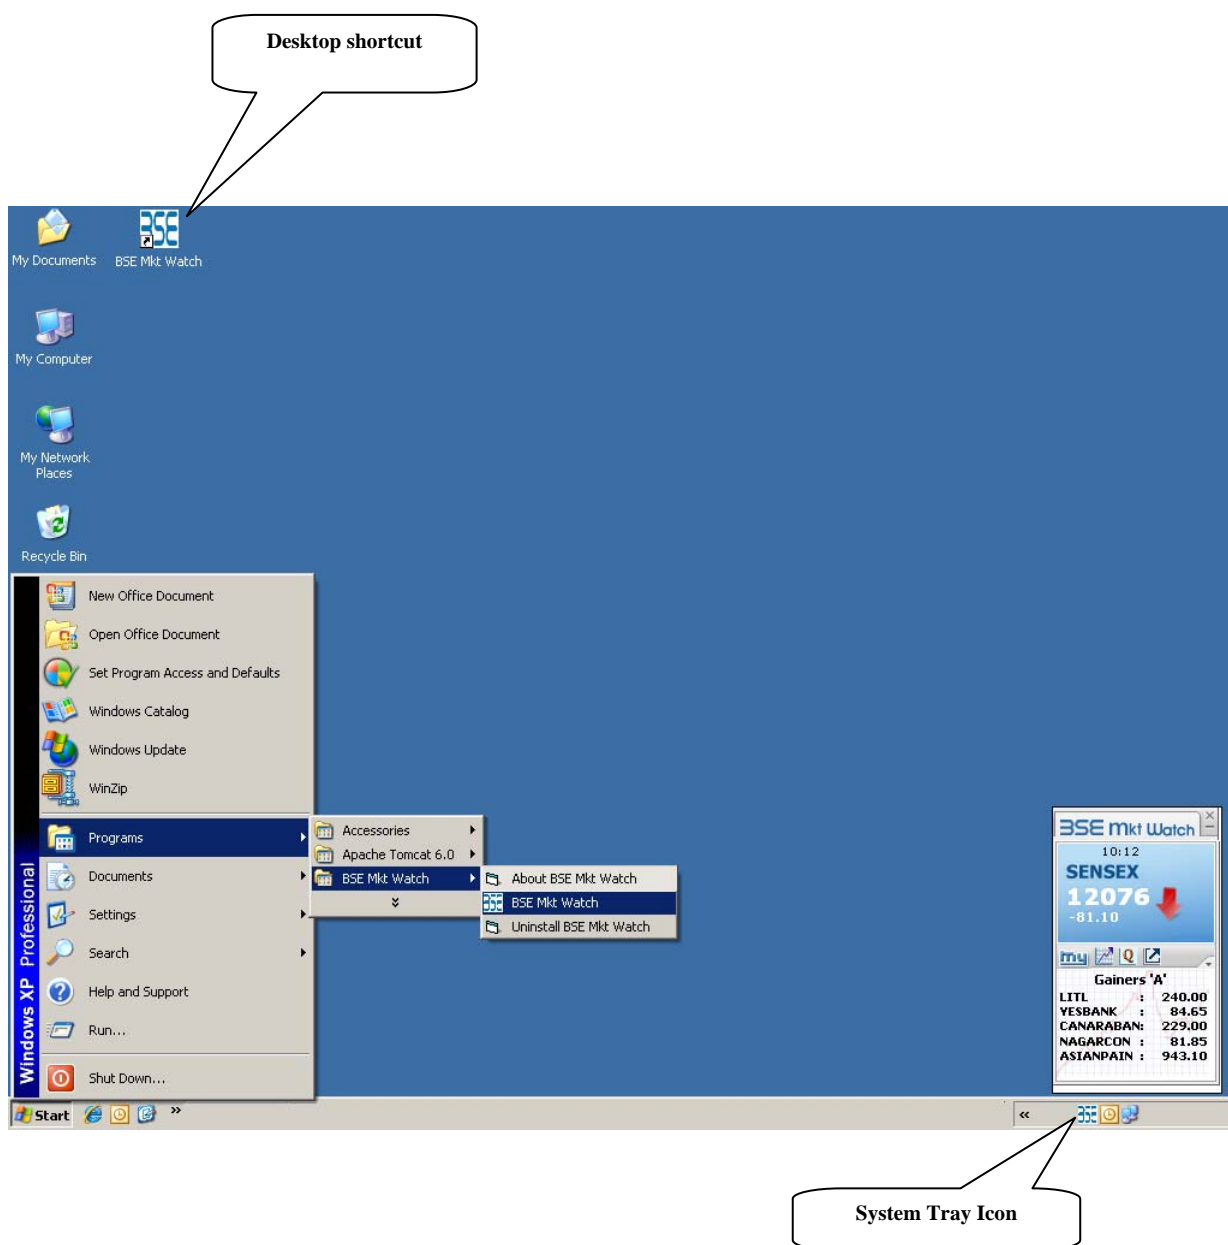 Desktop shortcut
BSE
My Documents
BSE Mkt Watch
My Computer
My Network
Places
Recycle Bin
New Office Document
Open Office Document
Set Program Access and Defaults
Windows Catalog
Windows Update
WinZip
Programs
Documents
Settings
Search
Help and Support
Run...
Shut Down...
Windows XP Professional
Accessories
Apache Tomcat 6.0
BSE Mkt Watch
About BSE Mkt Watch
BSE BSE Mkt Watch
Uninstall BSE Mkt Watch
BSE Mkt Watch
10:12
SENSEX
12076
-81.10
my Q
Gainers 'A'
LITL : 240.00
YESBANK : 84.65
CANARABAN: 229.00
NAGARCON : 81.85
ASIANPAIN : 943.10
Start »
« BSE
System Tray Icon